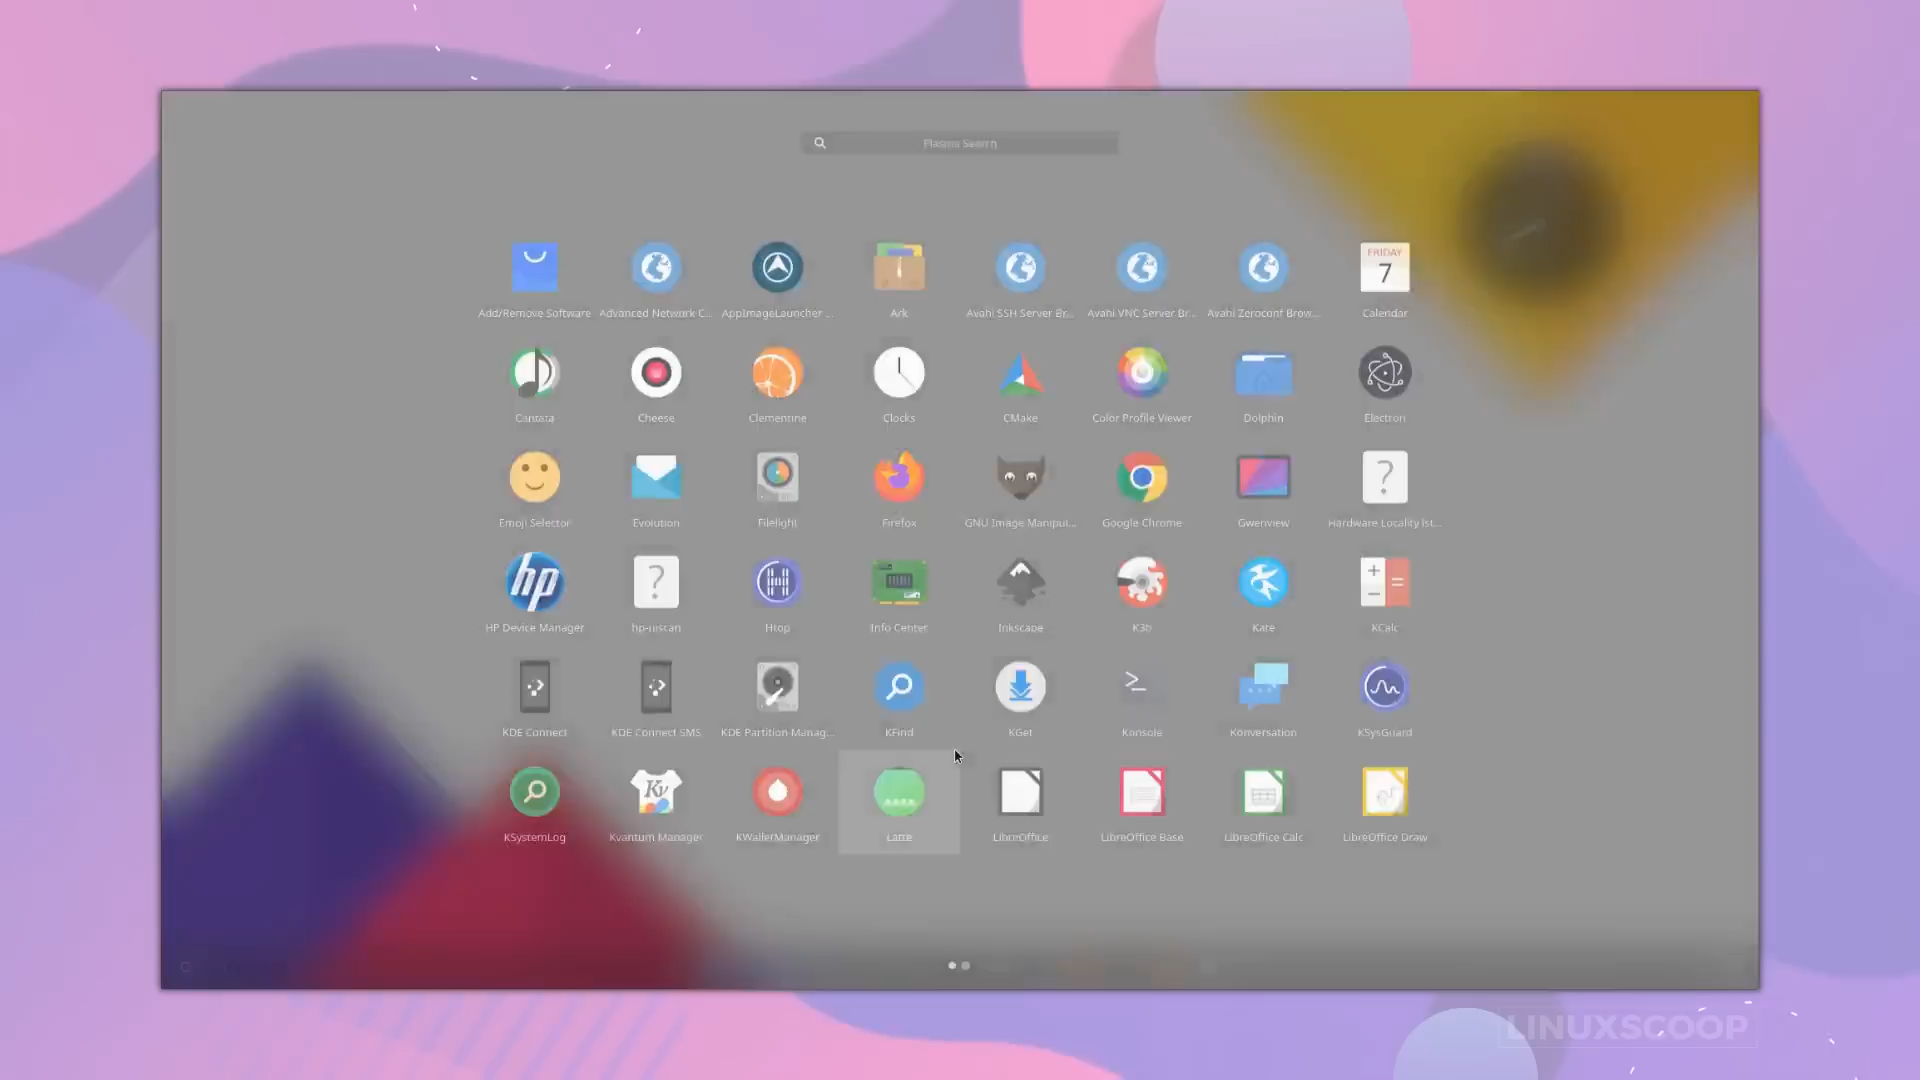 Plasma Search
Add/Remove Software
Advanced Network C...
AppImageLauncher ...
Ark
Avahi SSH Server Br...
Avahi VNC Server Br...
Avahi Zeroconf Brow...
FRIDAY
7
Calendar
Cantata
Cheese
Clementine
Clocks
CMake
Color Profile Viewer
Dolphin
Electron
Emoji Selector
Evolution
Filelight
Firefox
GNU Image Manipul...
Google Chrome
Gwenview
?
Hardware Locality lst...
hp
HP Device Manager
?
hp-uiscan
Htop
Info Center
Inkscape
K3b
Kate
KCalc
KDE Connect
KDE Connect SMS
KDE Partition Manag...
KFind
KGet
>_
Konsole
Konversation
KSysGuard
KSystemLog
Kv
Kvantum Manager
KWalletManager
Latte
LibreOffice
LibreOffice Base
LibreOffice Calc
LibreOffice Draw
LINUXSCOOP